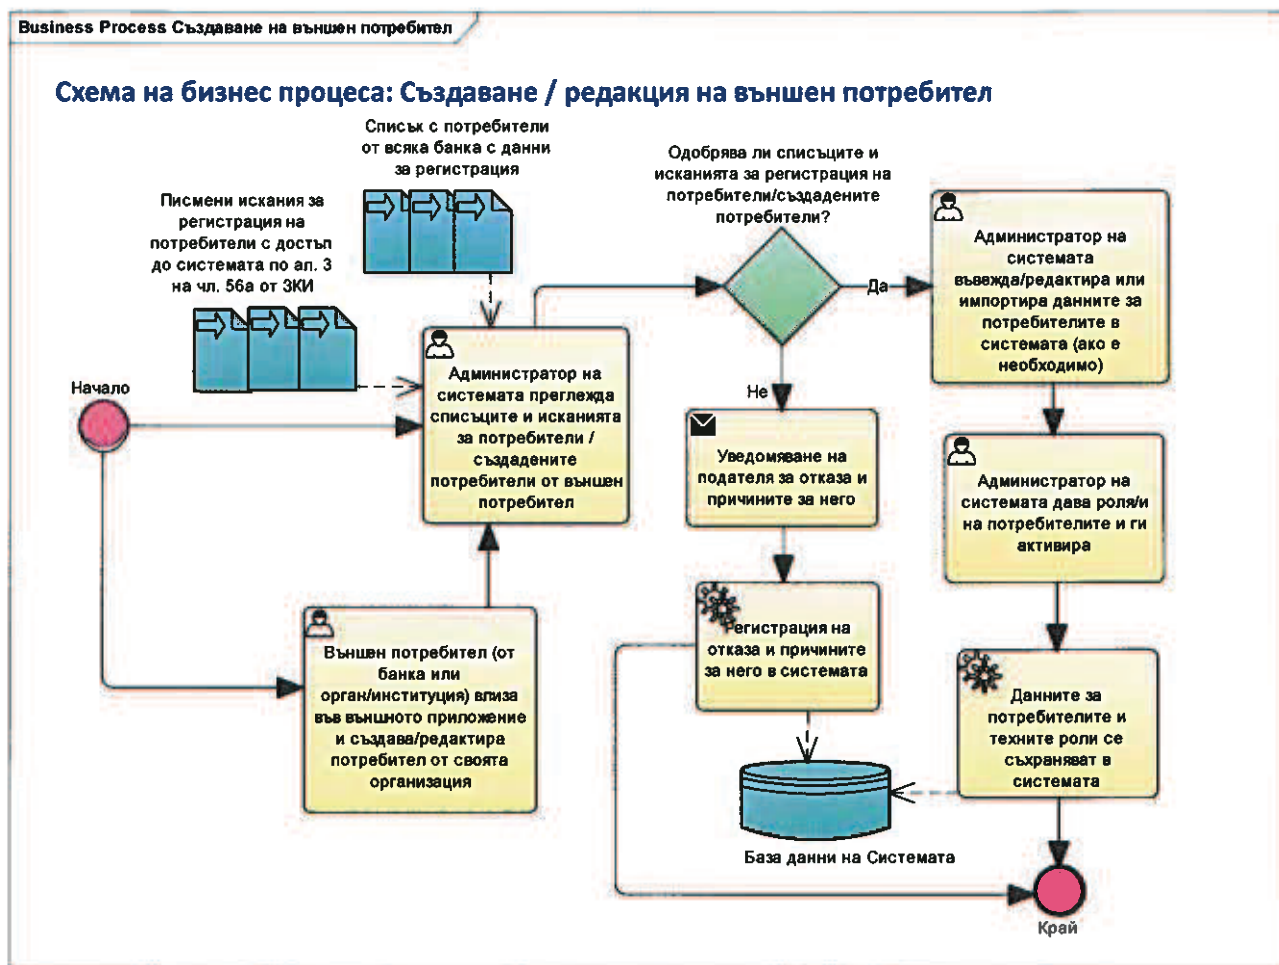 Business Process Създаване на външен потребител
Схема на бизнес процеса: Създаване / редакция на външен потребител
Списък с потребители
от всяка банка с данни
за регистрация
Писмени искания за
регистрация на
потребители с достъп
до системата по ал. 3
на чл. 56а от ЗКИ
Одобрява ли списъците и
исканията за регистрация на
потребители/създадените
потребители?
Да
Не
Начало
Администратор на
системата преглежда
списъците и исканията
за потребители /
създадените
потребители от външен
потребител
Администратор на
системата
въвежда/редактира или
импортира данните за
потребителите в
системата (ако е
необходимо)
Уведомяване на
подателя за отказа и
причините за него
Администратор на
системата дава роля/и
на потребителите и ги
активира
Външен потребител (от
банка или
орган/институция) влиза
във външното приложение
и създава/редактира
потребител от своята
организация
Регистрация на
отказа и причините
за него в системата
Данните за
потребителите и
техните роли се
съхраняват в
системата
База данни на Системата
Край